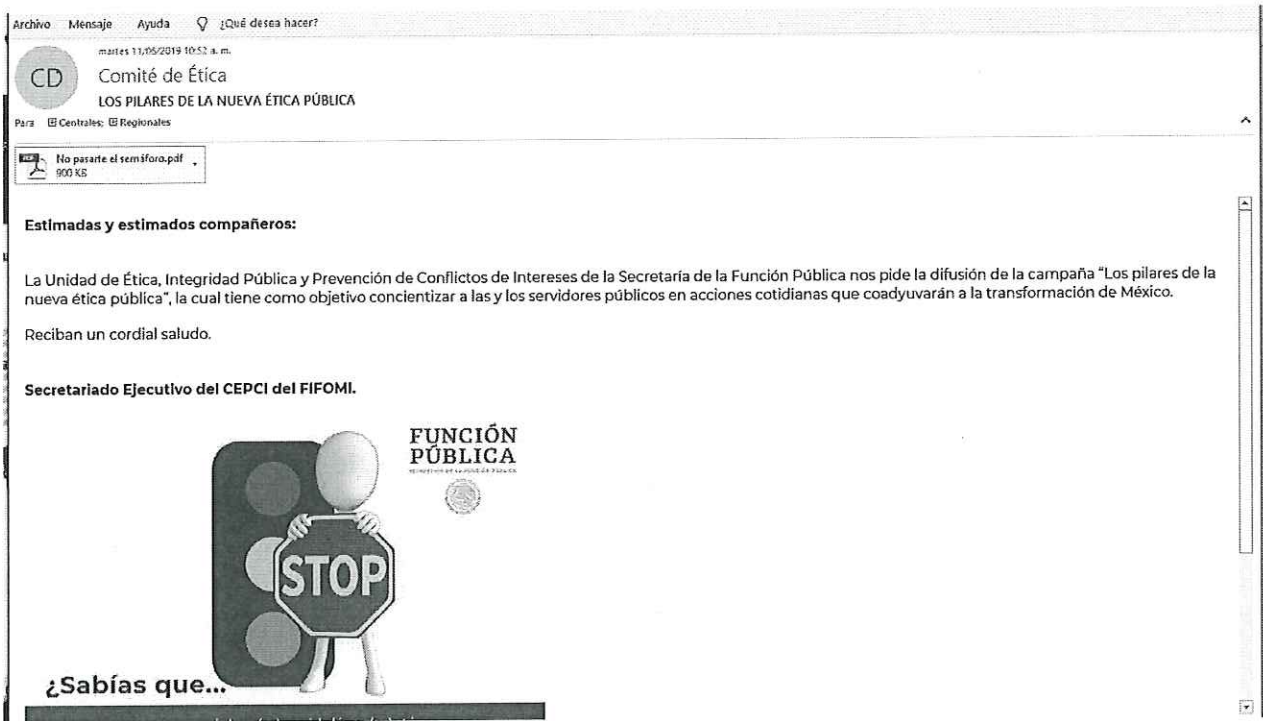 Archivo Mensaje Ayuda ¿Qué desea hacer?
martes 11/06/2019 10:52 a. m.
CD
Comité de Ética
LOS PILARES DE LA NUEVA ÉTICA PÚBLICA
Para Centrales; Regionales
No pasarte el semáforo.pdf
900 KB
Estimadas y estimados compañeros:
La Unidad de Ética, Integridad Pública y Prevención de Conflictos de Intereses de la Secretaría de la Función Pública nos pide la difusión de la campaña "Los pilares de la
nueva ética pública", la cual tiene como objetivo concientizar a las y los servidores públicos en acciones cotidianas que coadyuvarán a la transformación de México.
Reciban un cordial saludo.
Secretariado Ejecutivo del CEPCI del FIFOMI.
FUNCIÓN
PÚBLICA
STOP
¿Sabías que...